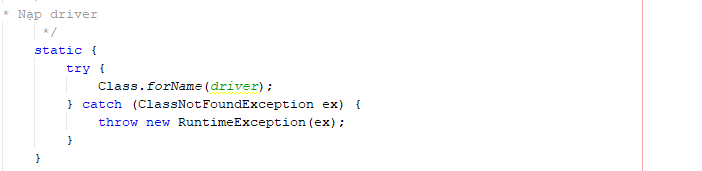 * Nạp driver
*/
static {
try {
Class.forName(driver);
} catch (ClassNotFoundException ex) {
throw new RuntimeException(ex);
}
}